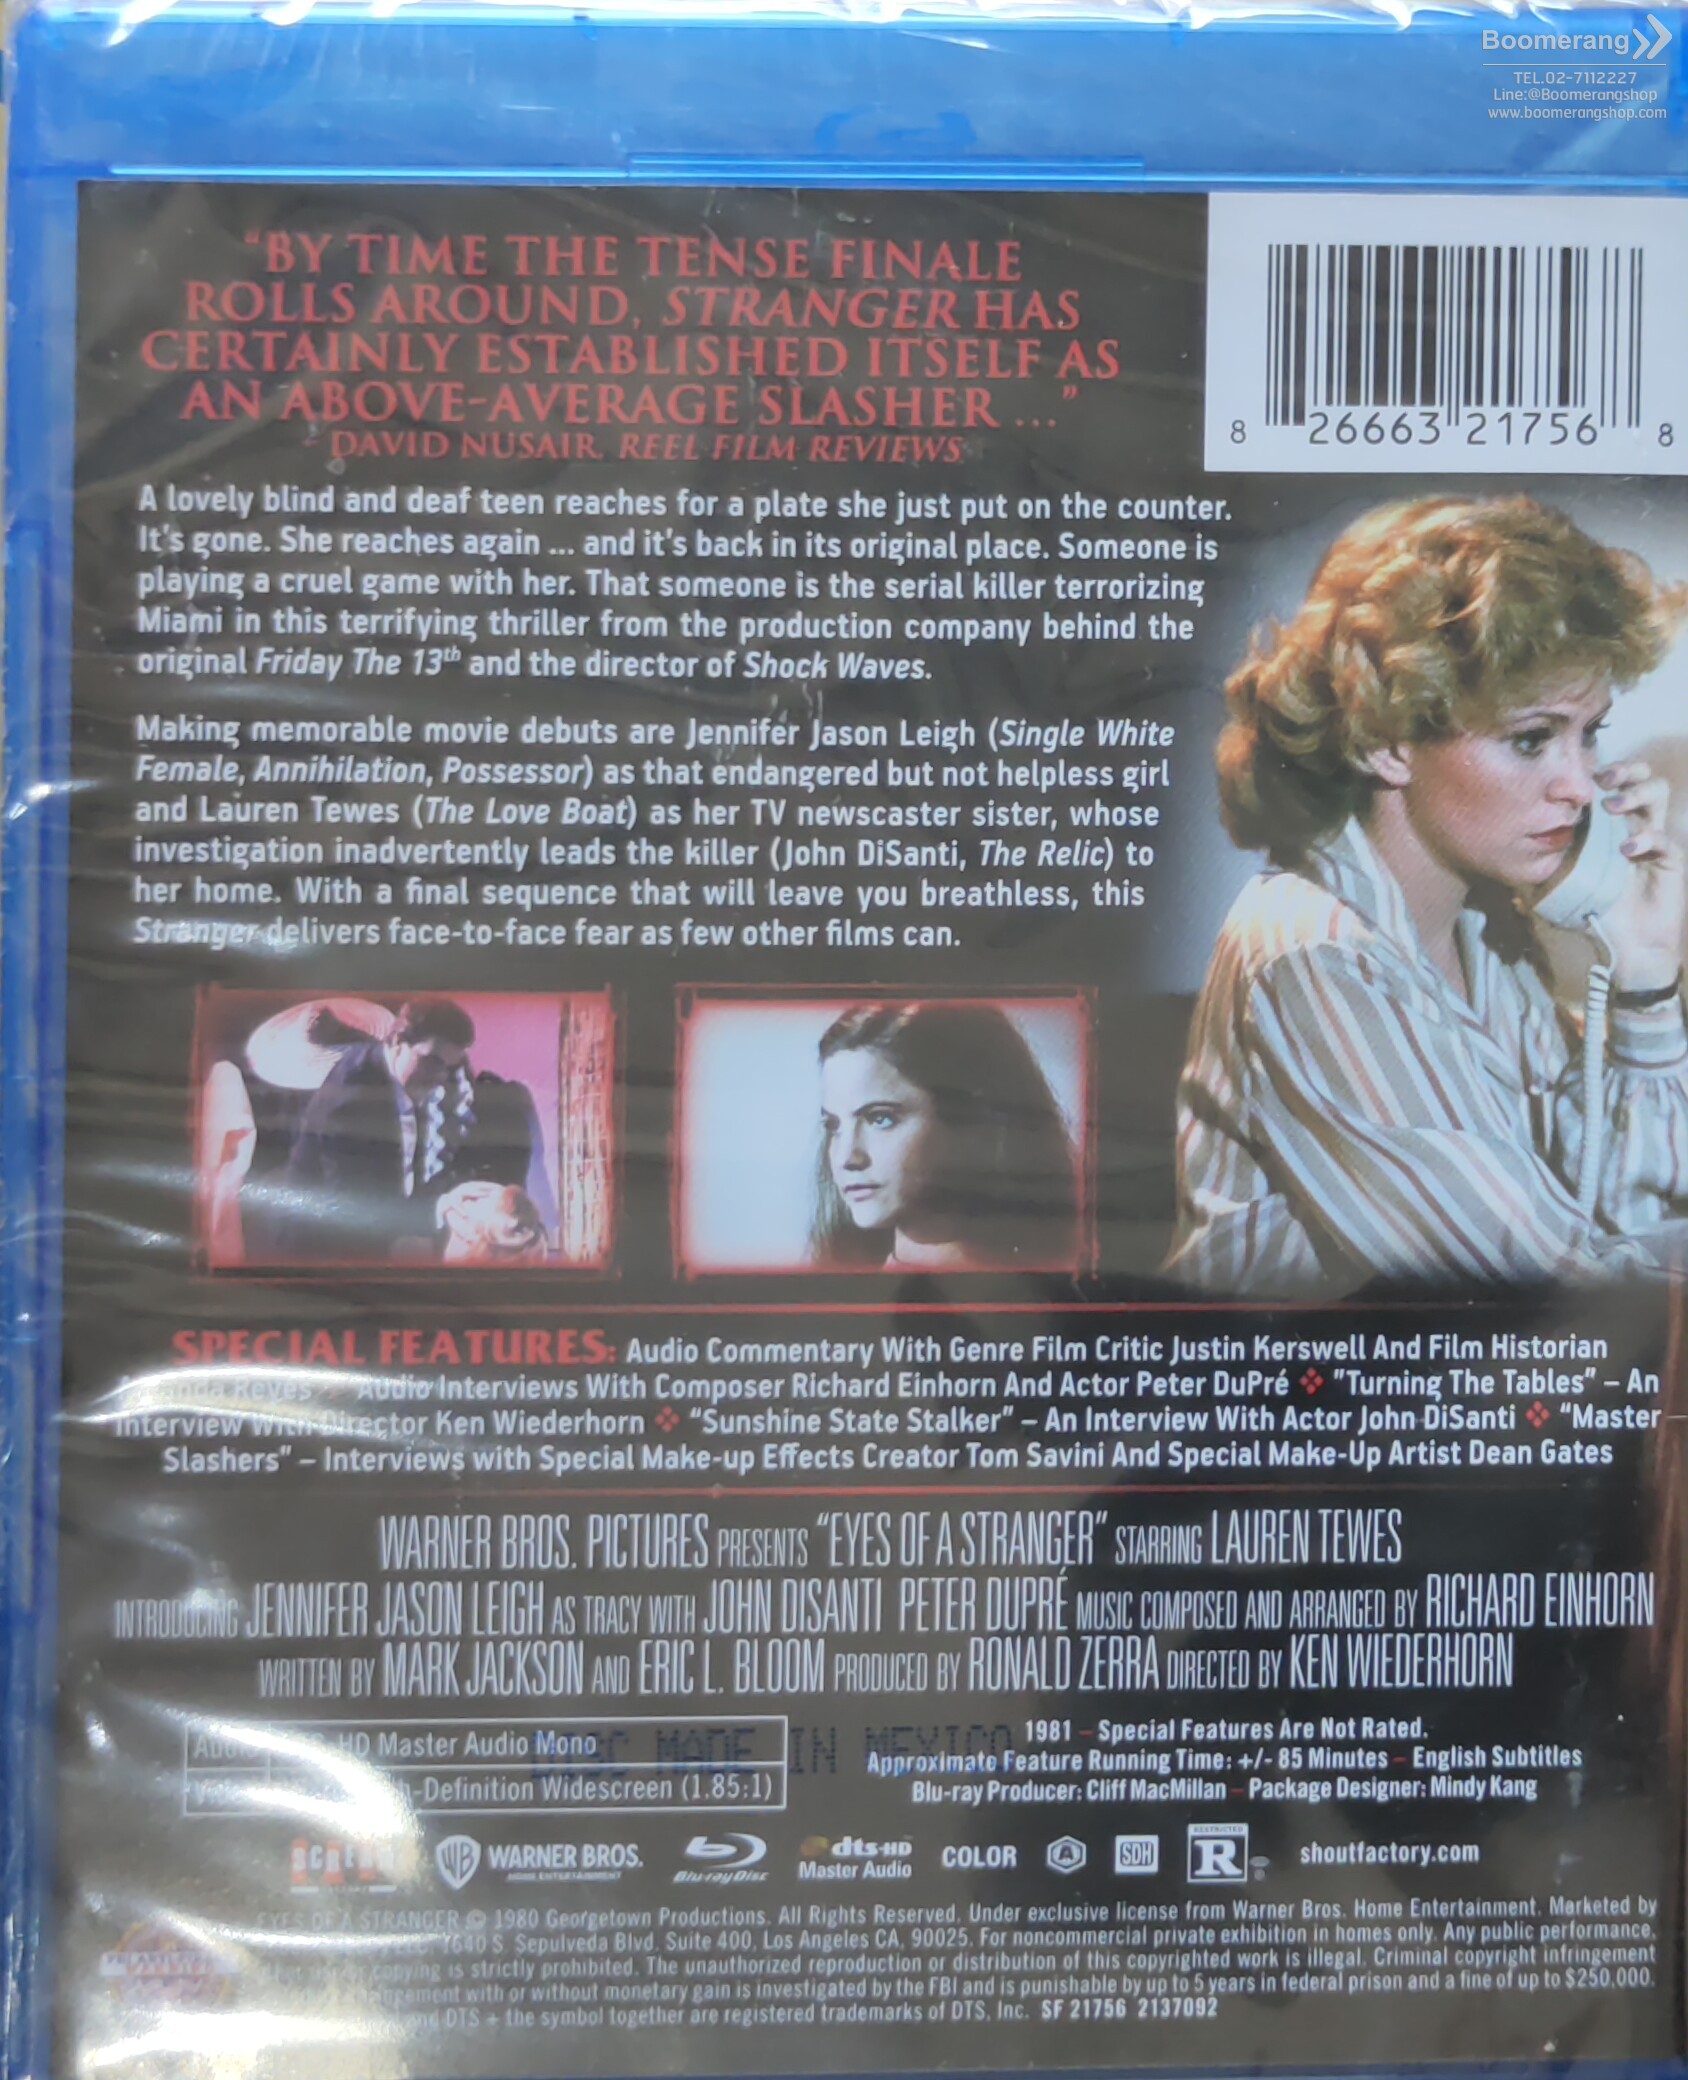 Boomerang
TEL.02-7112227
Line:@Boomerangshop
www.boomerangshop.com
"BY TIME THE TENSE FINALE
ROLLS AROUND, STRANGER HAS
CERTAINLY ESTABLISHED ITSELF AS
AN ABOVE-AVERAGE SLASHER ..."
- DAVID NUSAIR, REEL FILM REVIEWS
8 26663 21756 8
A lovely blind and deaf teen reaches for a plate she just put on the counter.
It's gone. She reaches again ... and it's back in its original place. Someone is
playing a cruel game with her. That someone is the serial killer terrorizing
Miami in this terrifying thriller from the production company behind the
original Friday The 13th and the director of Shock Waves.
Making memorable movie debuts are Jennifer Jason Leigh (Single White
Female, Annihilation, Possessor) as that endangered but not helpless girl
and Lauren Tewes (The Love Boat) as her TV newscaster sister, whose
investigation inadvertently leads the killer (John DiSanti, The Relic) to
her home. With a final sequence that will leave you breathless, this
Stranger delivers face-to-face fear as few other films can.
SPECIAL FEATURES: Audio Commentary With Genre Film Critic Justin Kerswell And Film Historian
Amanda Reyes Audio Interviews With Composer Richard Einhorn And Actor Peter DuPré ❖ "Turning The Tables" – An
Interview With Director Ken Wiederhorn ❖ "Sunshine State Stalker" – An Interview With Actor John DiSanti ❖ "Master
Slashers" – Interviews with Special Make-up Effects Creator Tom Savini And Special Make-Up Artist Dean Gates
WARNER BROS. PICTURES PRESENTS "EYES OF A STRANGER" STARRING LAUREN TEWES
INTRODUCING JENNIFER JASON LEIGH AS TRACY WITH JOHN DISANTI PETER DUPRÉ MUSIC COMPOSED AND ARRANGED BY RICHARD EINHORN
WRITTEN BY MARK JACKSON AND ERIC L. BLOOM PRODUCED BY RONALD ZERRA DIRECTED BY KEN WIEDERHORN
HD Master Audio Mono
-Definition Widescreen (1.85:1)
DISC MADE IN MEXICO
1981 – Special Features Are Not Rated.
Approximate Feature Running Time: +/- 85 Minutes – English Subtitles
Blu-ray Producer: Cliff MacMillan – Package Designer: Mindy Kang
SCREAM WB WARNER BROS. HOME ENTERTAINMENT Blu-ray Disc dts-HD Master Audio COLOR A SDH RESTRICTED R shoutfactory.com
EYES OF A STRANGER © 1980 Georgetown Productions. All Rights Reserved. Under exclusive license from Warner Bros. Home Entertainment. Marketed by
1640 S. Sepulveda Blvd. Suite 400, Los Angeles CA, 90025. For noncommercial private exhibition in homes only. Any public performance,
copying is strictly prohibited. The unauthorized reproduction or distribution of this copyrighted work is illegal. Criminal copyright infringement
with or without monetary gain is investigated by the FBI and is punishable by up to 5 years in federal prison and a fine of up to $250,000.
and DTS + the symbol together are registered trademarks of DTS, Inc. SF 21756 2137092